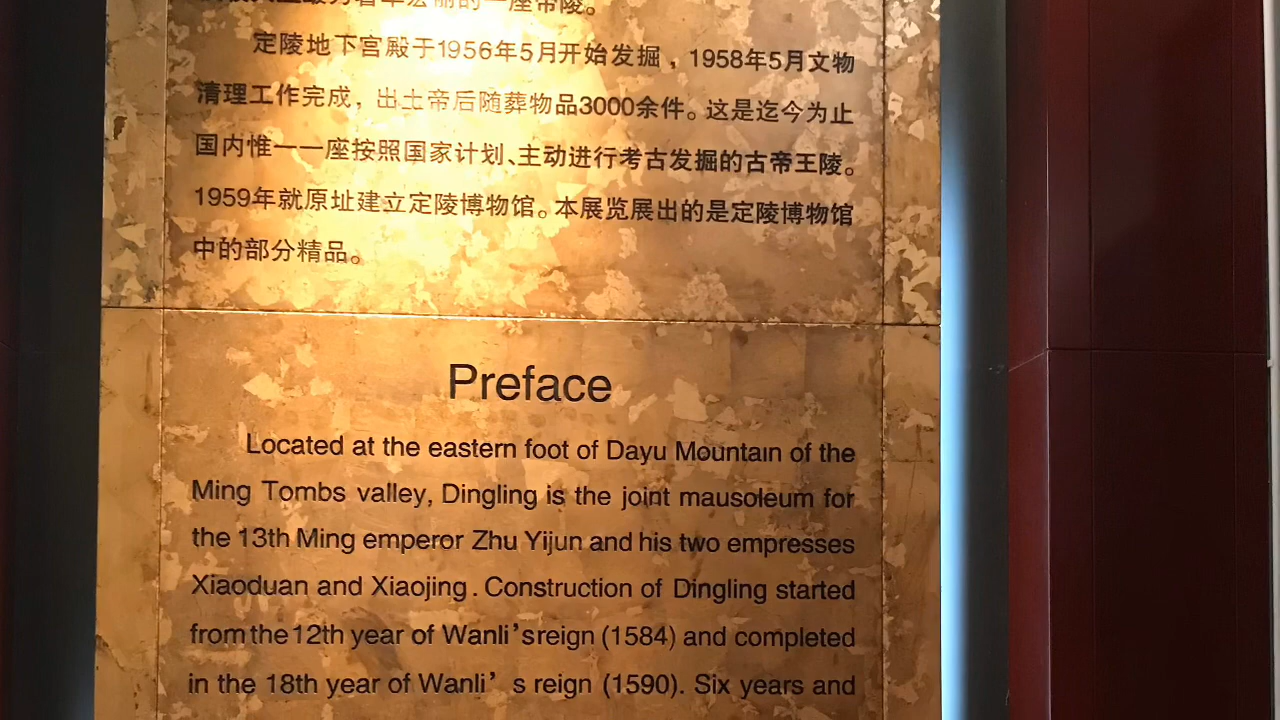 的一座帝陵。
定陵地下宫殿于1956年5月开始发掘，1958年5月文物
清理工作完成，出土帝后随葬物品3000余件。这是迄今为止
国内惟一一座按照国家计划、主动进行考古发掘的古帝王陵。
1959年就原址建立定陵博物馆。本展览展出的是定陵博物馆
中的部分精品。
Preface
Located at the eastern foot of Dayu Mountain of the
Ming Tombs valley, Dingling is the joint mausoleum for
the 13th Ming emperor Zhu Yijun and his two empresses
Xiaoduan and Xiaojing. Construction of Dingling started
from the 12th year of Wanli's reign (1584) and completed
in the 18th year of Wanli's reign (1590). Six years and